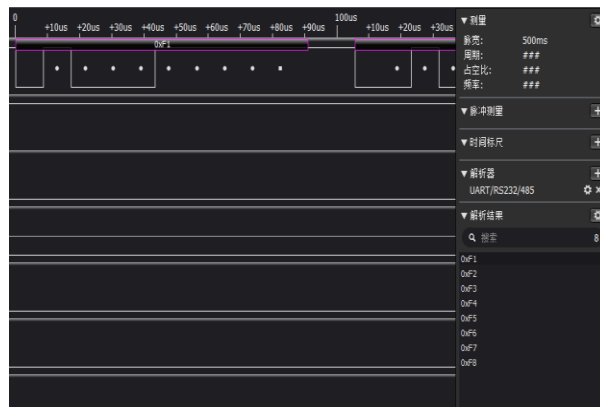 0 100us
+10us +20us +30us +40us +50us +60us +70us +80us +90us +10us +20us +30us
0xF1
▼测量
脉宽: 500ms
周期: ###
占空比: ###
频率: ###
▼脉冲测量
▼时间标尺
▼解析器
UART/RS232/485
▼解析结果
搜索 8
0xF1
0xF2
0xF3
0xF4
0xF5
0xF6
0xF7
0xF8